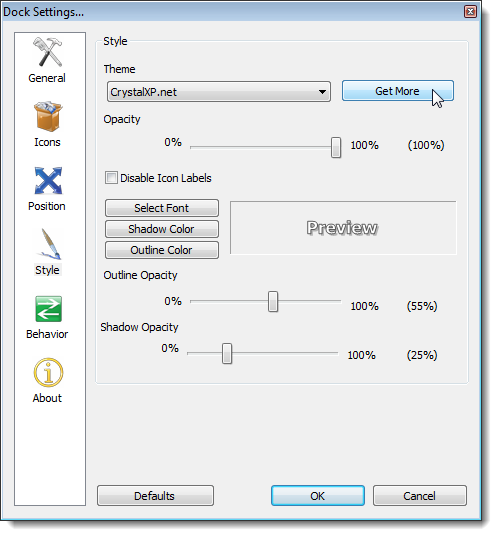 Dock Settings...
General
Icons
Position
Style
Behavior
About
Style
Theme
CrystalXP.net
Get More
Opacity
0% 100% (100%)
Disable Icon Labels
Select Font
Shadow Color
Outline Color
Preview
Outline Opacity
0% 100% (55%)
Shadow Opacity
0% 100% (25%)
Defaults OK Cancel